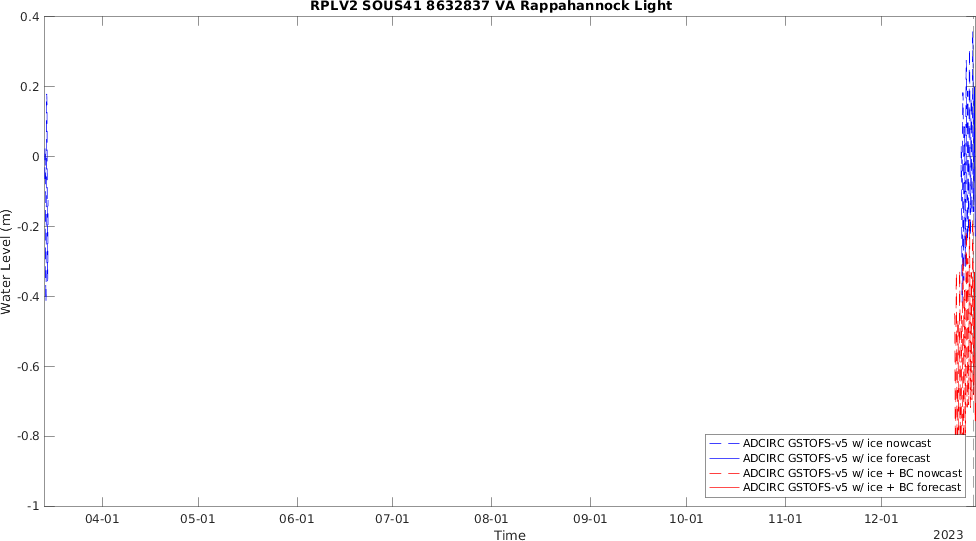 RPLV2 SOUS41 8632837 VA Rappahannock Light
0.4
0.2
0
-0.2
-0.4
-0.6
-0.8
-1
Water Level (m)
ADCIRC GSTOFS-v5 w/ ice nowcast
ADCIRC GSTOFS-v5 w/ ice forecast
ADCIRC GSTOFS-v5 w/ ice + BC nowcast
ADCIRC GSTOFS-v5 w/ ice + BC forecast
04-01 05-01 06-01 07-01 08-01 09-01 10-01 11-01 12-01
Time
2023